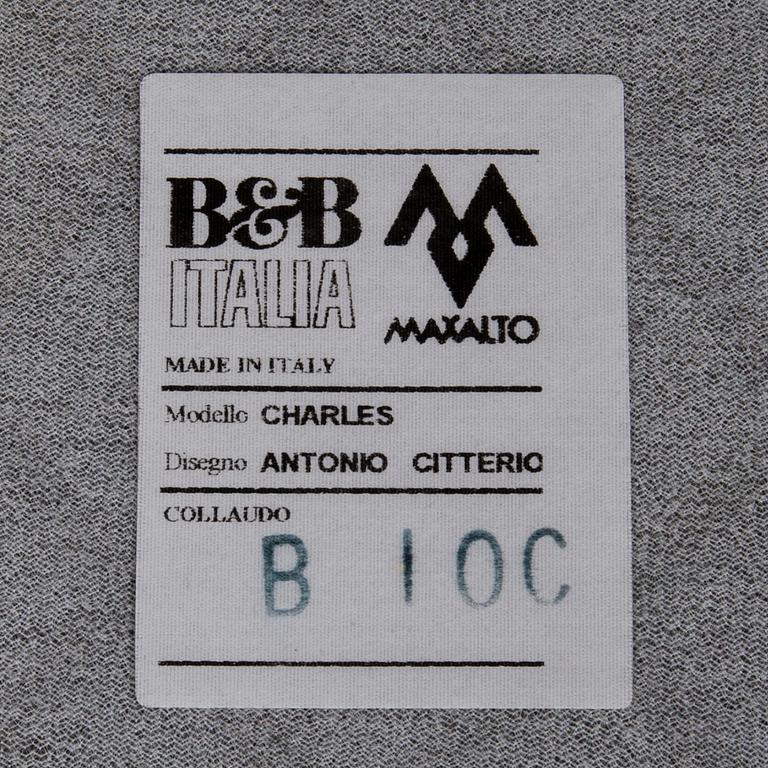 B&B
ITALIA
MAXALTO
MADE IN ITALY
Modello CHARLES
Disegno ANTONIO CITTERIO
COLLAUDO
B 10C